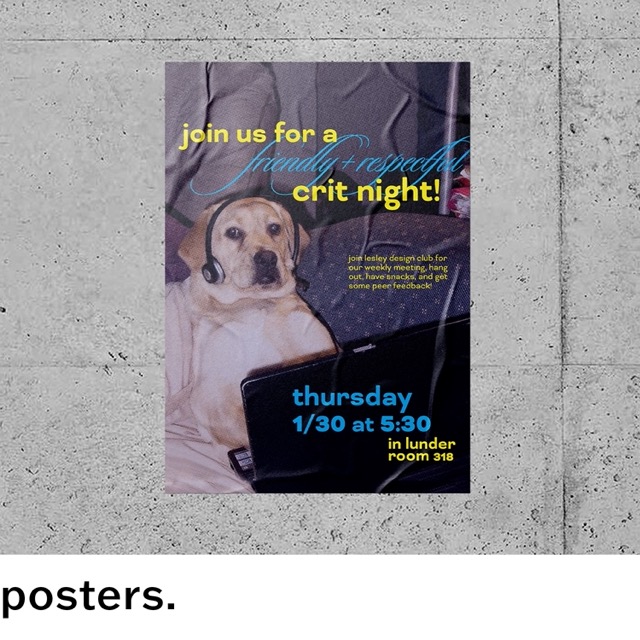 join us for a
friendly + respectful
crit night!
join lesley design club for
our weekly meeting, hang
out, have snacks, and get
some peer feedback!
thursday
1/30 at 5:30
in lunder
room 318
posters.